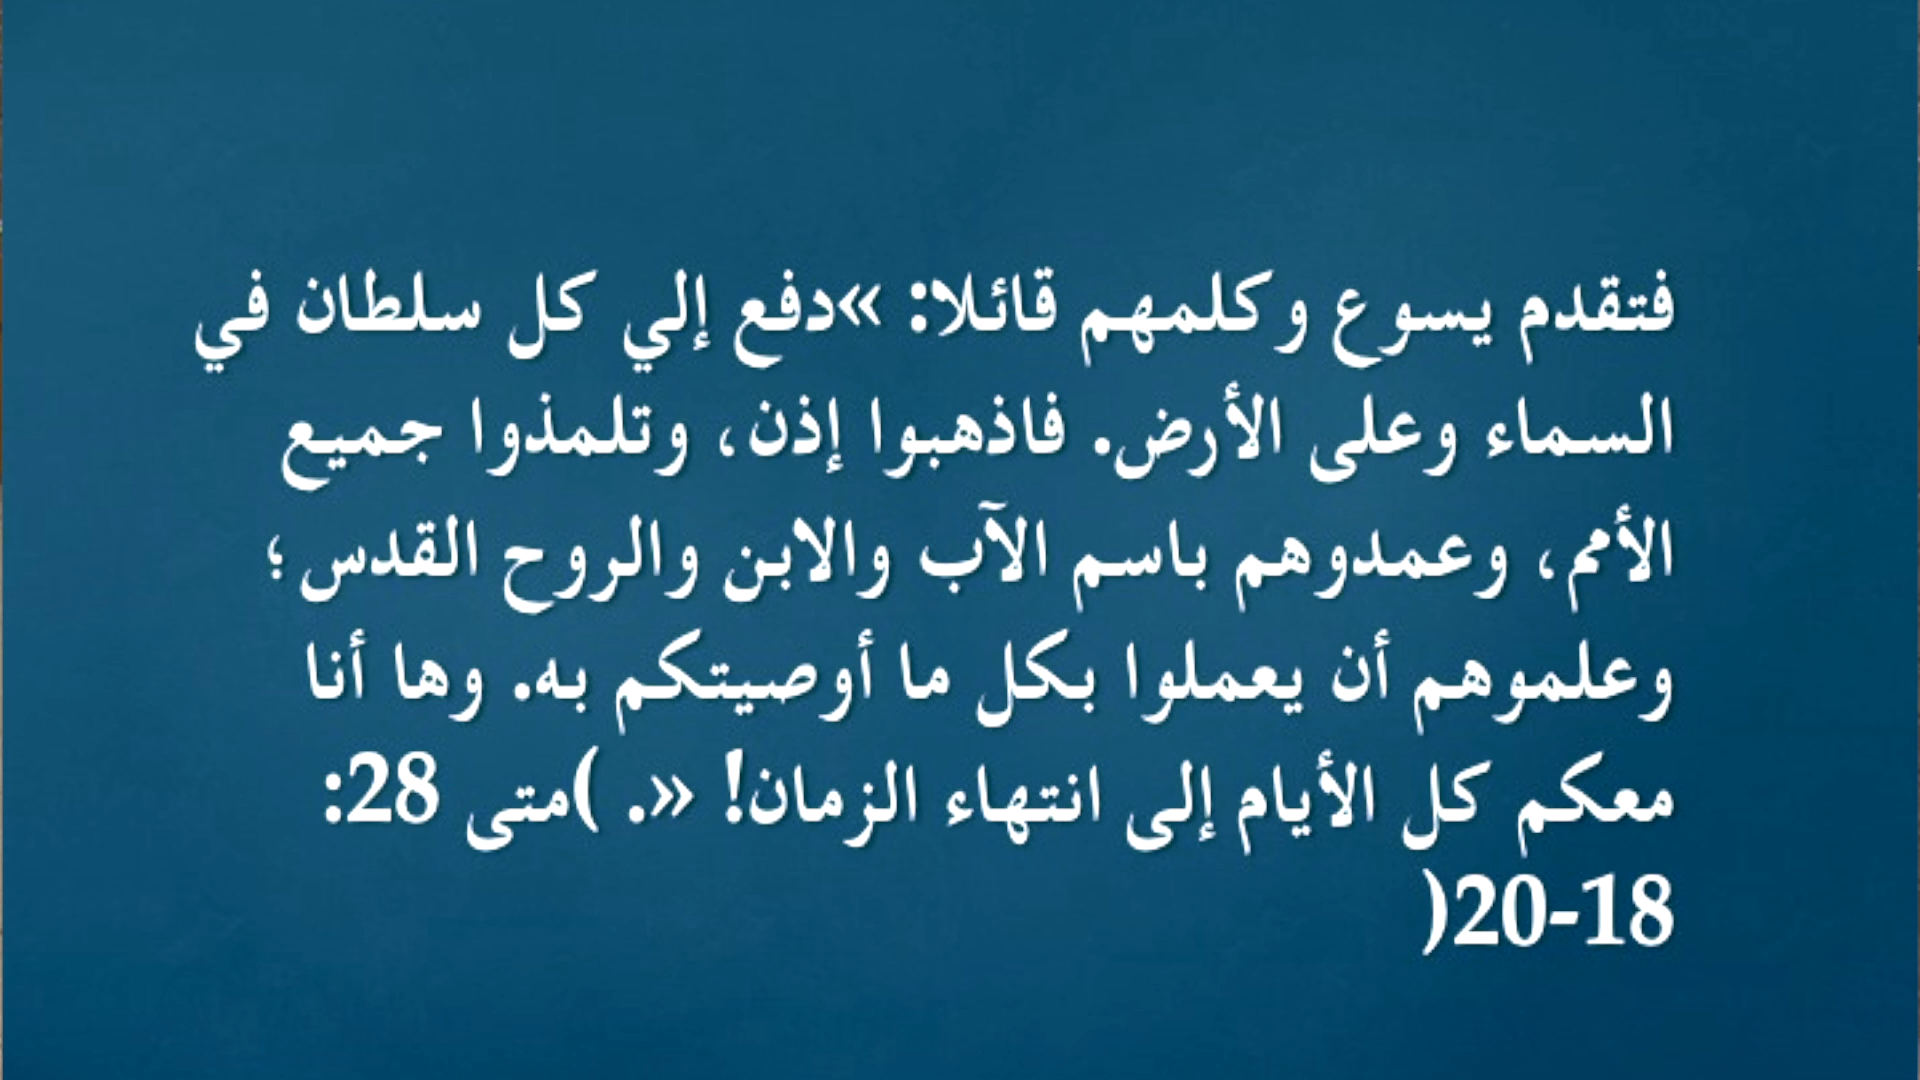 فتقدم يسوع وكلمهم قائلا: »دفع إلي كل سلطان في
السماء وعلى الأرض. فاذهبوا إذن، وتلمذوا جميع
الأمم، وعمدوهم باسم الآب والابن والروح القدس؛
وعلموهم أن يعملوا بكل ما أوصيتكم به. وها أنا
معكم كل الأيام إلى انتهاء الزمان! «. )متى 28:
18-20(